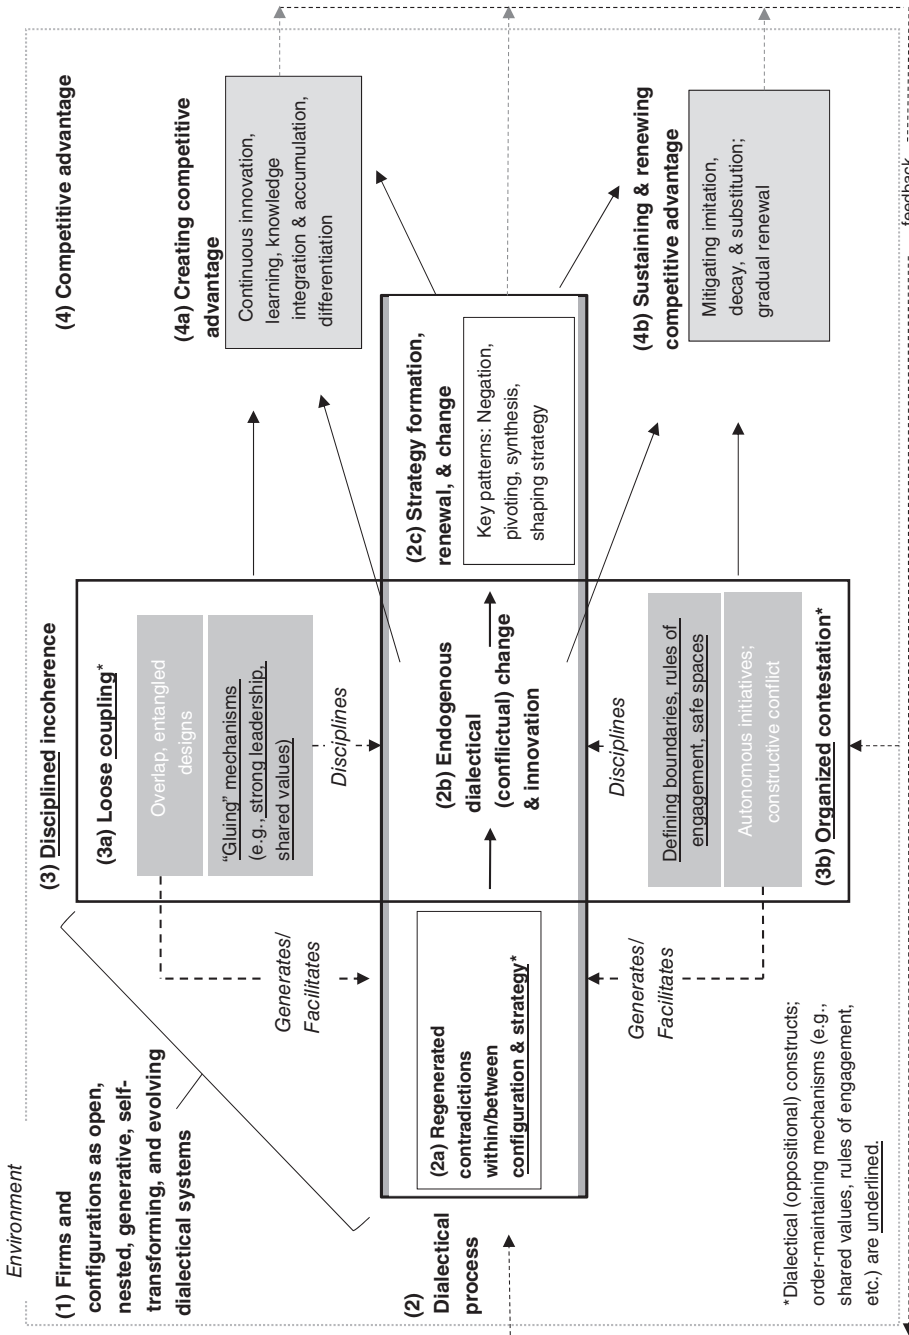 Environment
(1) Firms and
configurations as open,
nested, generative, self-
transforming, and evolving
dialectical systems
(2)
Dialectical
process
(2a) Regenerated
contradictions
within/between
configuration & strategy*
Generates/
Facilitates
Generates/
Facilitates
*Dialectical (oppositional) constructs;
order-maintaining mechanisms (e.g.,
shared values, rules of engagement,
etc.) are underlined.
(3) Disciplined incoherence
(3a) Loose coupling*
Overlap, entangled
designs
“Gluing” mechanisms
(e.g., strong leadership,
shared values)
Disciplines
(2b) Endogenous
dialectical
(conflictual) change
& innovation
Disciplines
Defining boundaries, rules of
engagement, safe spaces
Autonomous initiatives;
constructive conflict
(3b) Organized contestation*
(2c) Strategy formation,
renewal, & change
Key patterns: Negation,
pivoting, synthesis,
shaping strategy
(4) Competitive advantage
(4a) Creating competitive
advantage
Continuous innovation,
learning, knowledge
integration & accumulation,
differentiation
(4b) Sustaining & renewing
competitive advantage
Mitigating imitation,
decay, & substitution;
gradual renewal
feedback